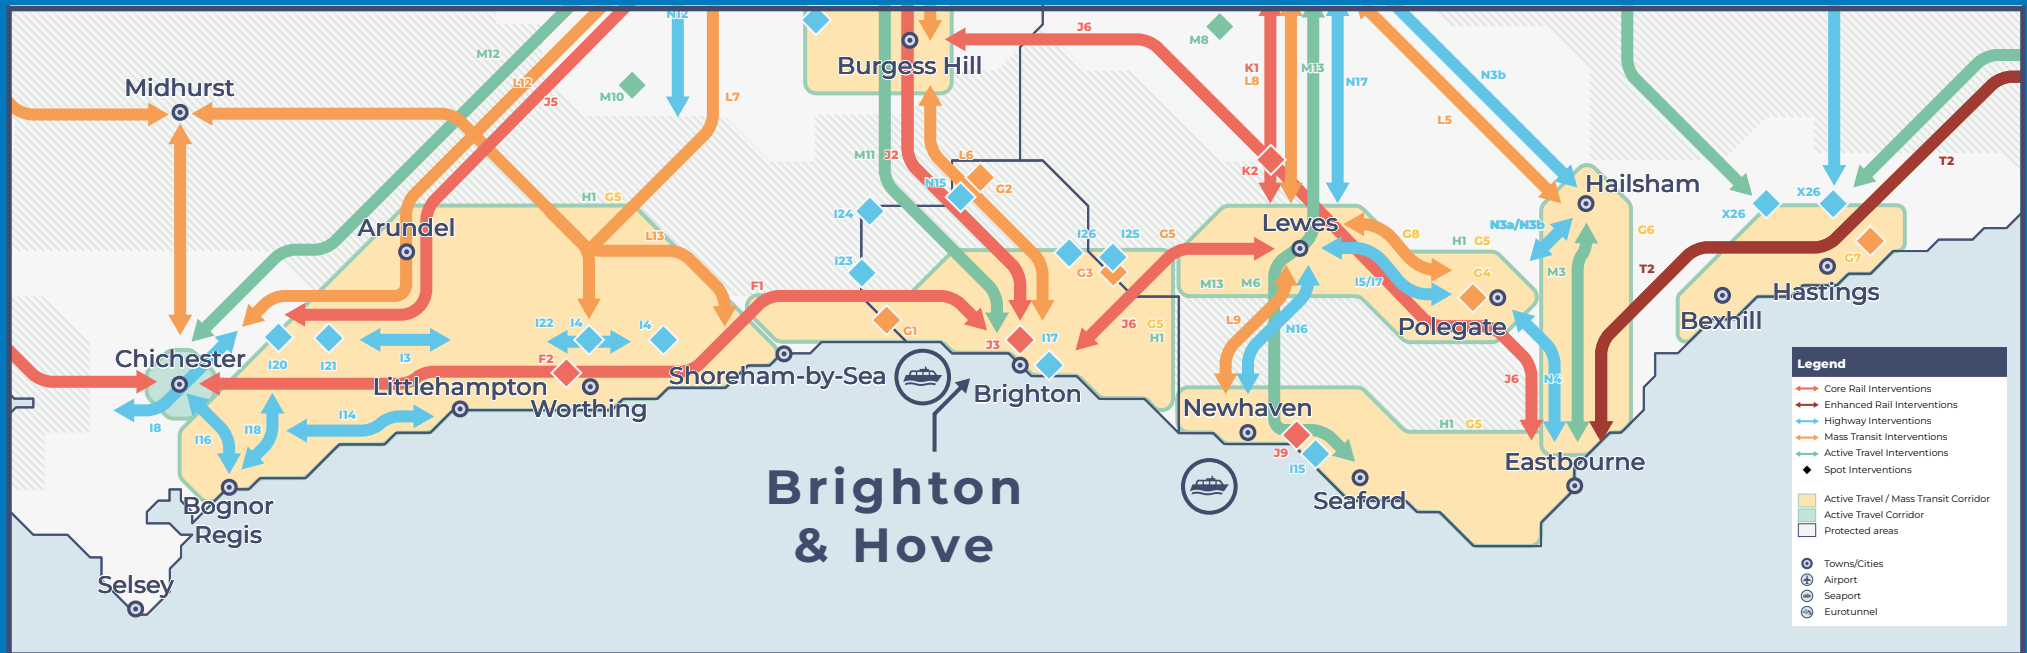 N12
J6
M12
M8
Burgess Hill
K1
M13
N3b
L12
L8
N17
Midhurst
M10
L7
J5
L5
M11
J2
L6
T2
K2
N15
G2
Hailsham
H1 G5
X26
I24
X26
Arundel
L13
Lewes
N3a/N3b
G6
I26
I25
G5
G8
H1 G5
I23
G3
G7
M3
T2
G4
M13
M6
I5/I7
F1
Hastings
Bexhill
L9
J6
G5
I22
I4
I4
G1
N16
Polegate
H1
I17
J3
Chichester
I3
I20
I21
F2
Littlehampton
Shoreham-by-Sea
Brighton
J6
N4
Worthing
Newhaven
I14
I8
I16
I18
H1 G5
J9
I15
Eastbourne
Seaford
Brighton
& Hove
Bognor
Regis
Selsey
Legend
Core Rail Interventions
Enhanced Rail Interventions
Highway Interventions
Mass Transit Interventions
Active Travel Interventions
Spot Interventions
Active Travel / Mass Transit Corridor
Active Travel Corridor
Protected areas
Towns/Cities
Airport
Seaport
Eurotunnel